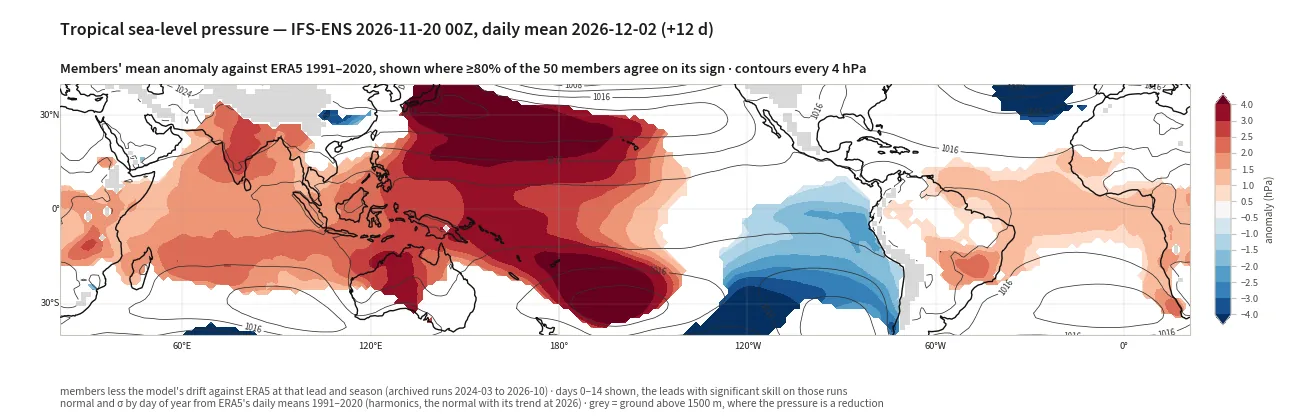 Tropical sea-level pressure — IFS-ENS 2026-11-20 00Z, daily mean 2026-12-02 (+12 d)
Members' mean anomaly against ERA5 1991–2020, shown where ≥80% of the 50 members agree on its sign · contours every 4 hPa
30°N
0°
30°S
60°E
120°E
180°
120°W
60°W
0°
1024
1008
1016
1016
1016
1016
1016
1016
1016
1016
4.0
3.0
2.5
2.0
1.5
1.0
0.5
−0.5
−1.0
−1.5
−2.0
−2.5
−3.0
−4.0
anomaly (hPa)
members less the model's drift against ERA5 at that lead and season (archived runs 2024-03 to 2026-10) · days 0–14 shown, the leads with significant skill on those runs
normal and σ by day of year from ERA5's daily means 1991–2020 (harmonics, the normal with its trend at 2026) · grey = ground above 1500 m, where the pressure is a reduction